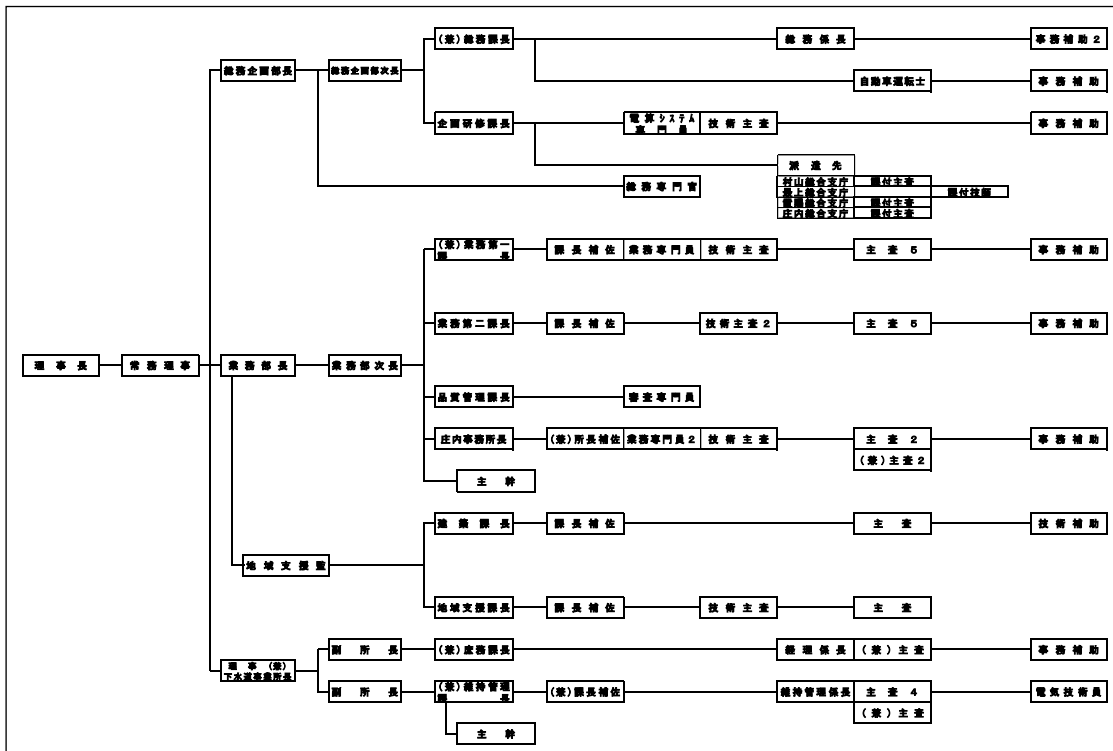 (兼)総務課長
総務係長
事務補助2
総務企画部長
総務企画部次長
自動車運転士
事務補助
企画研修課長
電算システム
専門員
技術主査
事務補助
派遣先
総務専門官
村山総合支庁
課付主査
最上総合支庁
課付技師
置賜総合支庁
課付主査
庄内総合支庁
課付主査
(兼)業務第一
課長
課長補佐
業務専門員
技術主査
主査5
事務補助
業務第二課長
課長補佐
技術主査2
主査5
事務補助
理事長
常務理事
業務部長
業務部次長
品質管理課長
審査専門員
庄内事務所長
(兼)所長補佐
業務専門員2
技術主査
主査2
事務補助
(兼)主査2
主幹
建築課長
課長補佐
主査
技術補助
地域支援監
地域支援課長
課長補佐
技術主査
主査
副所長
(兼)庶務課長
経理係長
(兼)主査
事務補助
理事(兼)
下水道事業所長
副所長
(兼)維持管理
課長
(兼)課長補佐
維持管理係長
主査4
電気技術員
(兼)主査
主幹